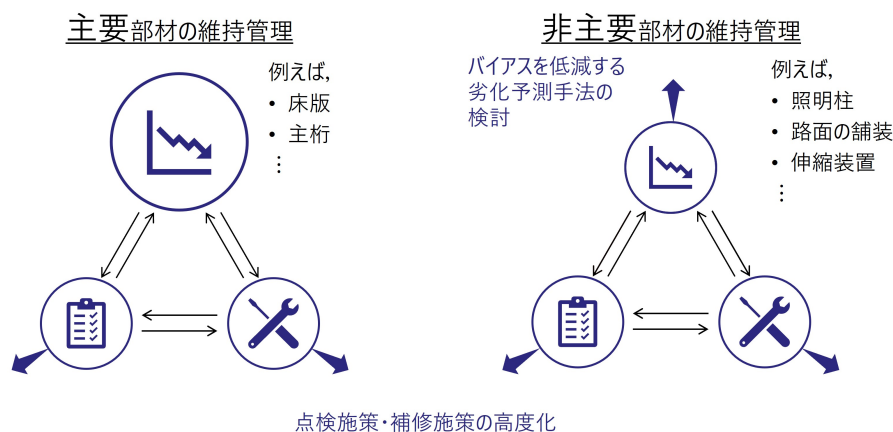 主要部材の維持管理
例えば,
• 床版
• 主桁
⋮
非主要部材の維持管理
バイアスを低減する
劣化予測手法の
検討
例えば,
• 照明柱
• 路面の舗装
• 伸縮装置
⋮
点検施策・補修施策の高度化